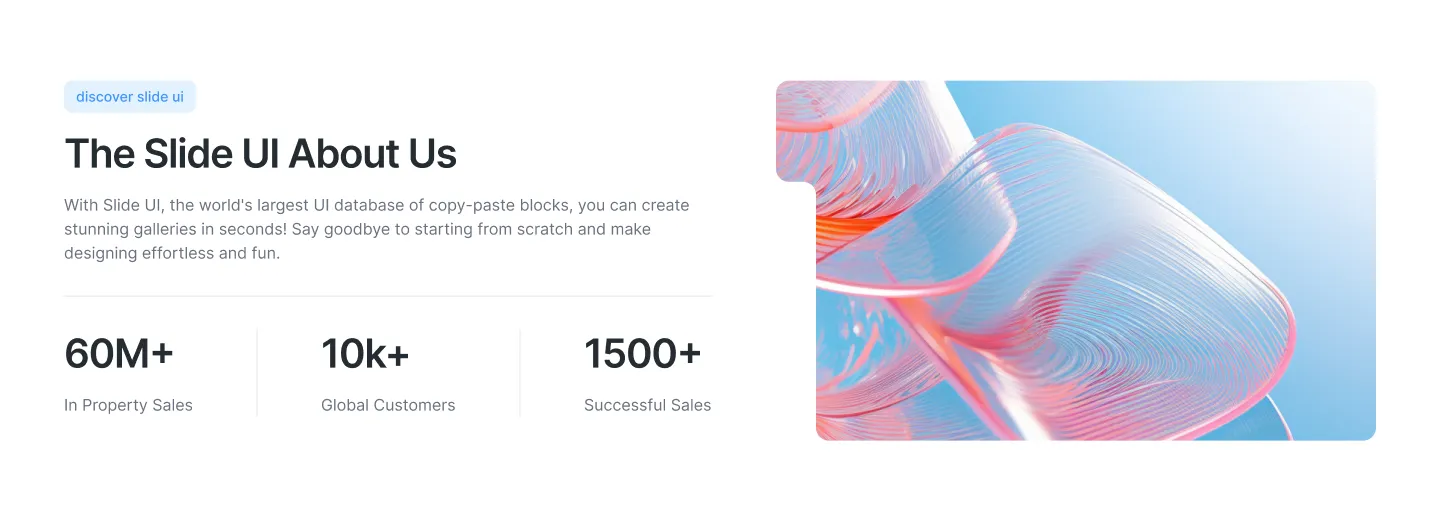 discover slide ui
The Slide UI About Us
With Slide UI, the world's largest UI database of copy-paste blocks, you can create
stunning galleries in seconds! Say goodbye to starting from scratch and make
designing effortless and fun.
60M+
In Property Sales
10k+
Global Customers
1500+
Successful Sales